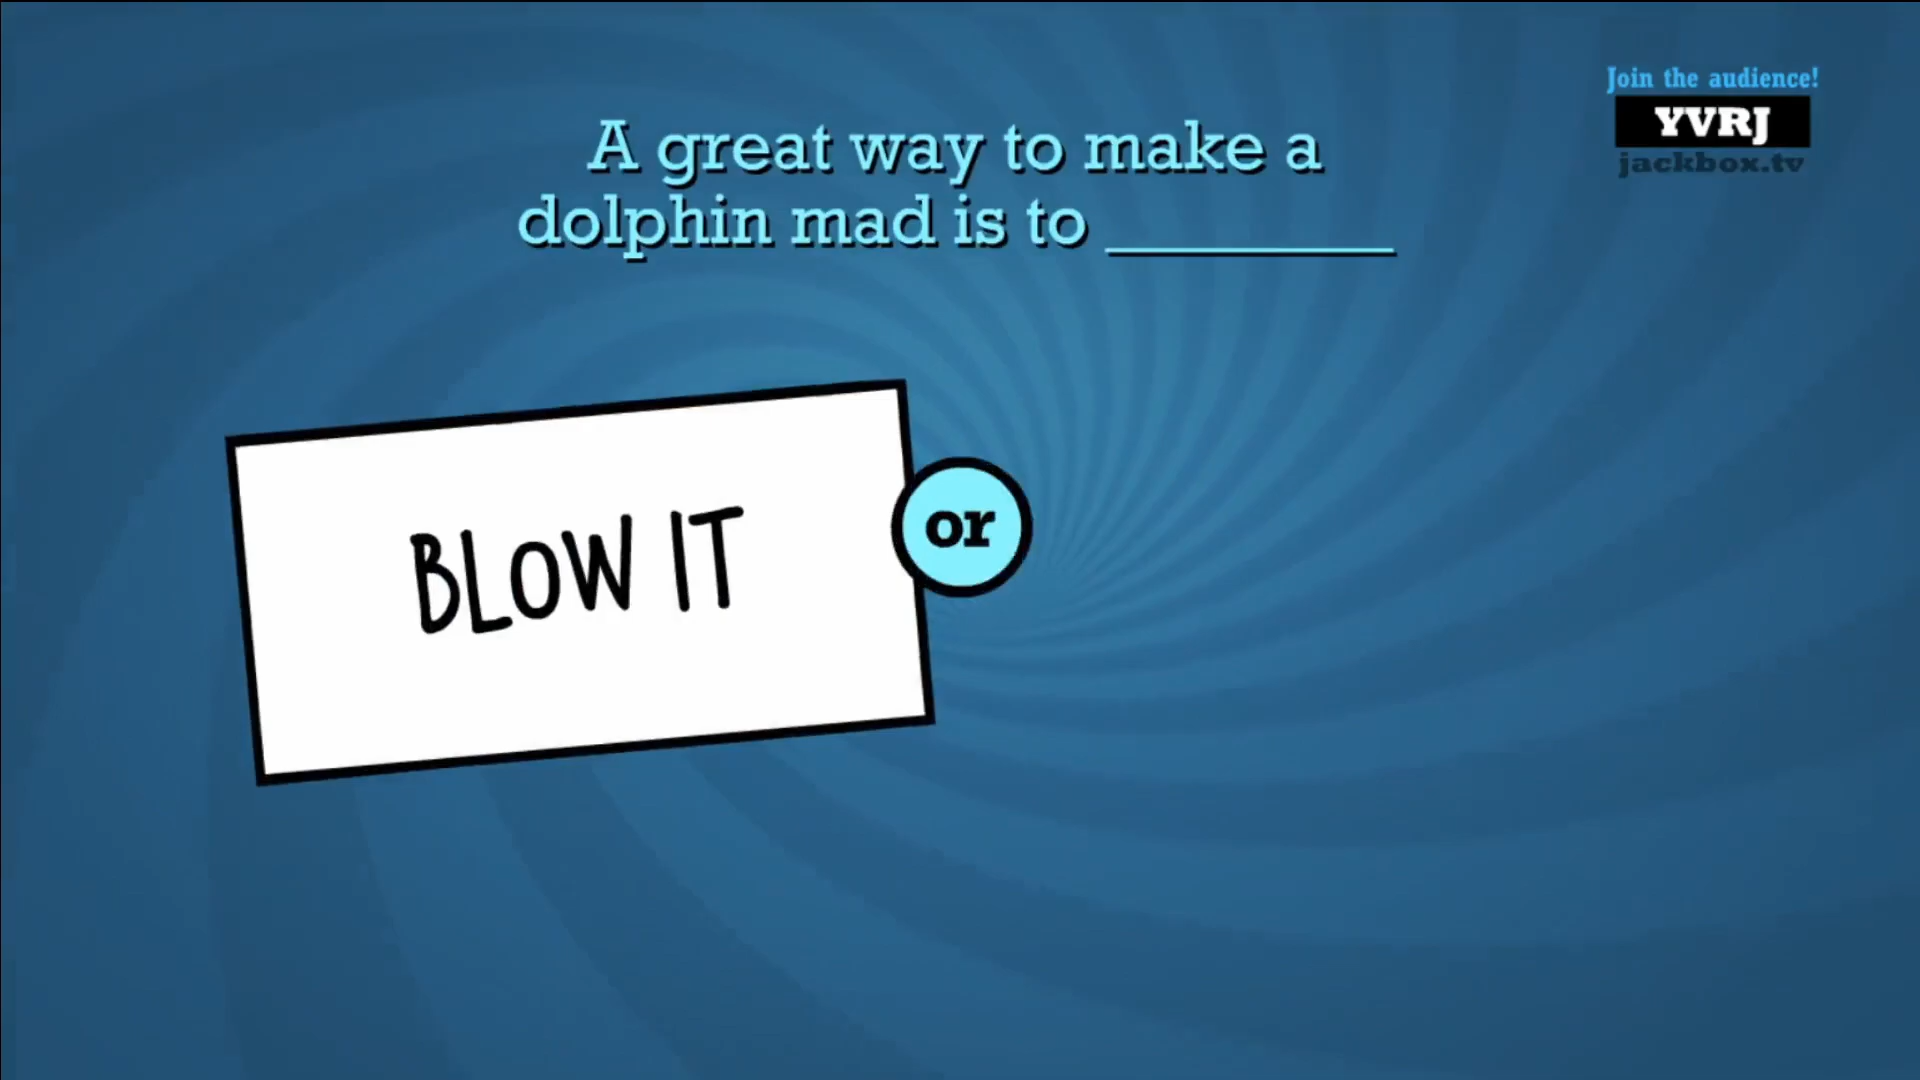 Join the audience!
YVRJ
jackbox.tv
A great way to make a
dolphin mad is to ________
BLOW IT
or